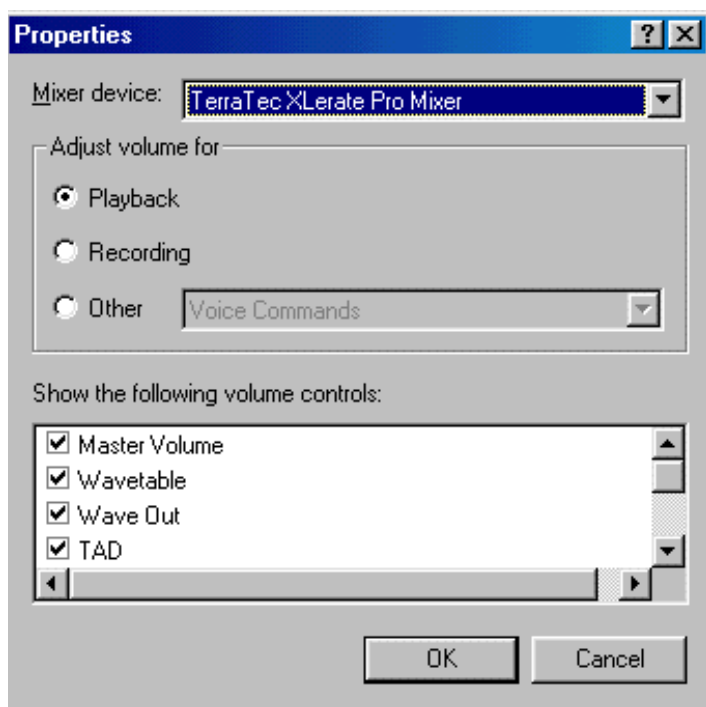 Properties
Mixer device: TerraTec XLerate Pro Mixer
Adjust volume for
Playback
Recording
Other Voice Commands
Show the following volume controls:
Master Volume
Wavetable
Wave Out
TAD
OK Cancel